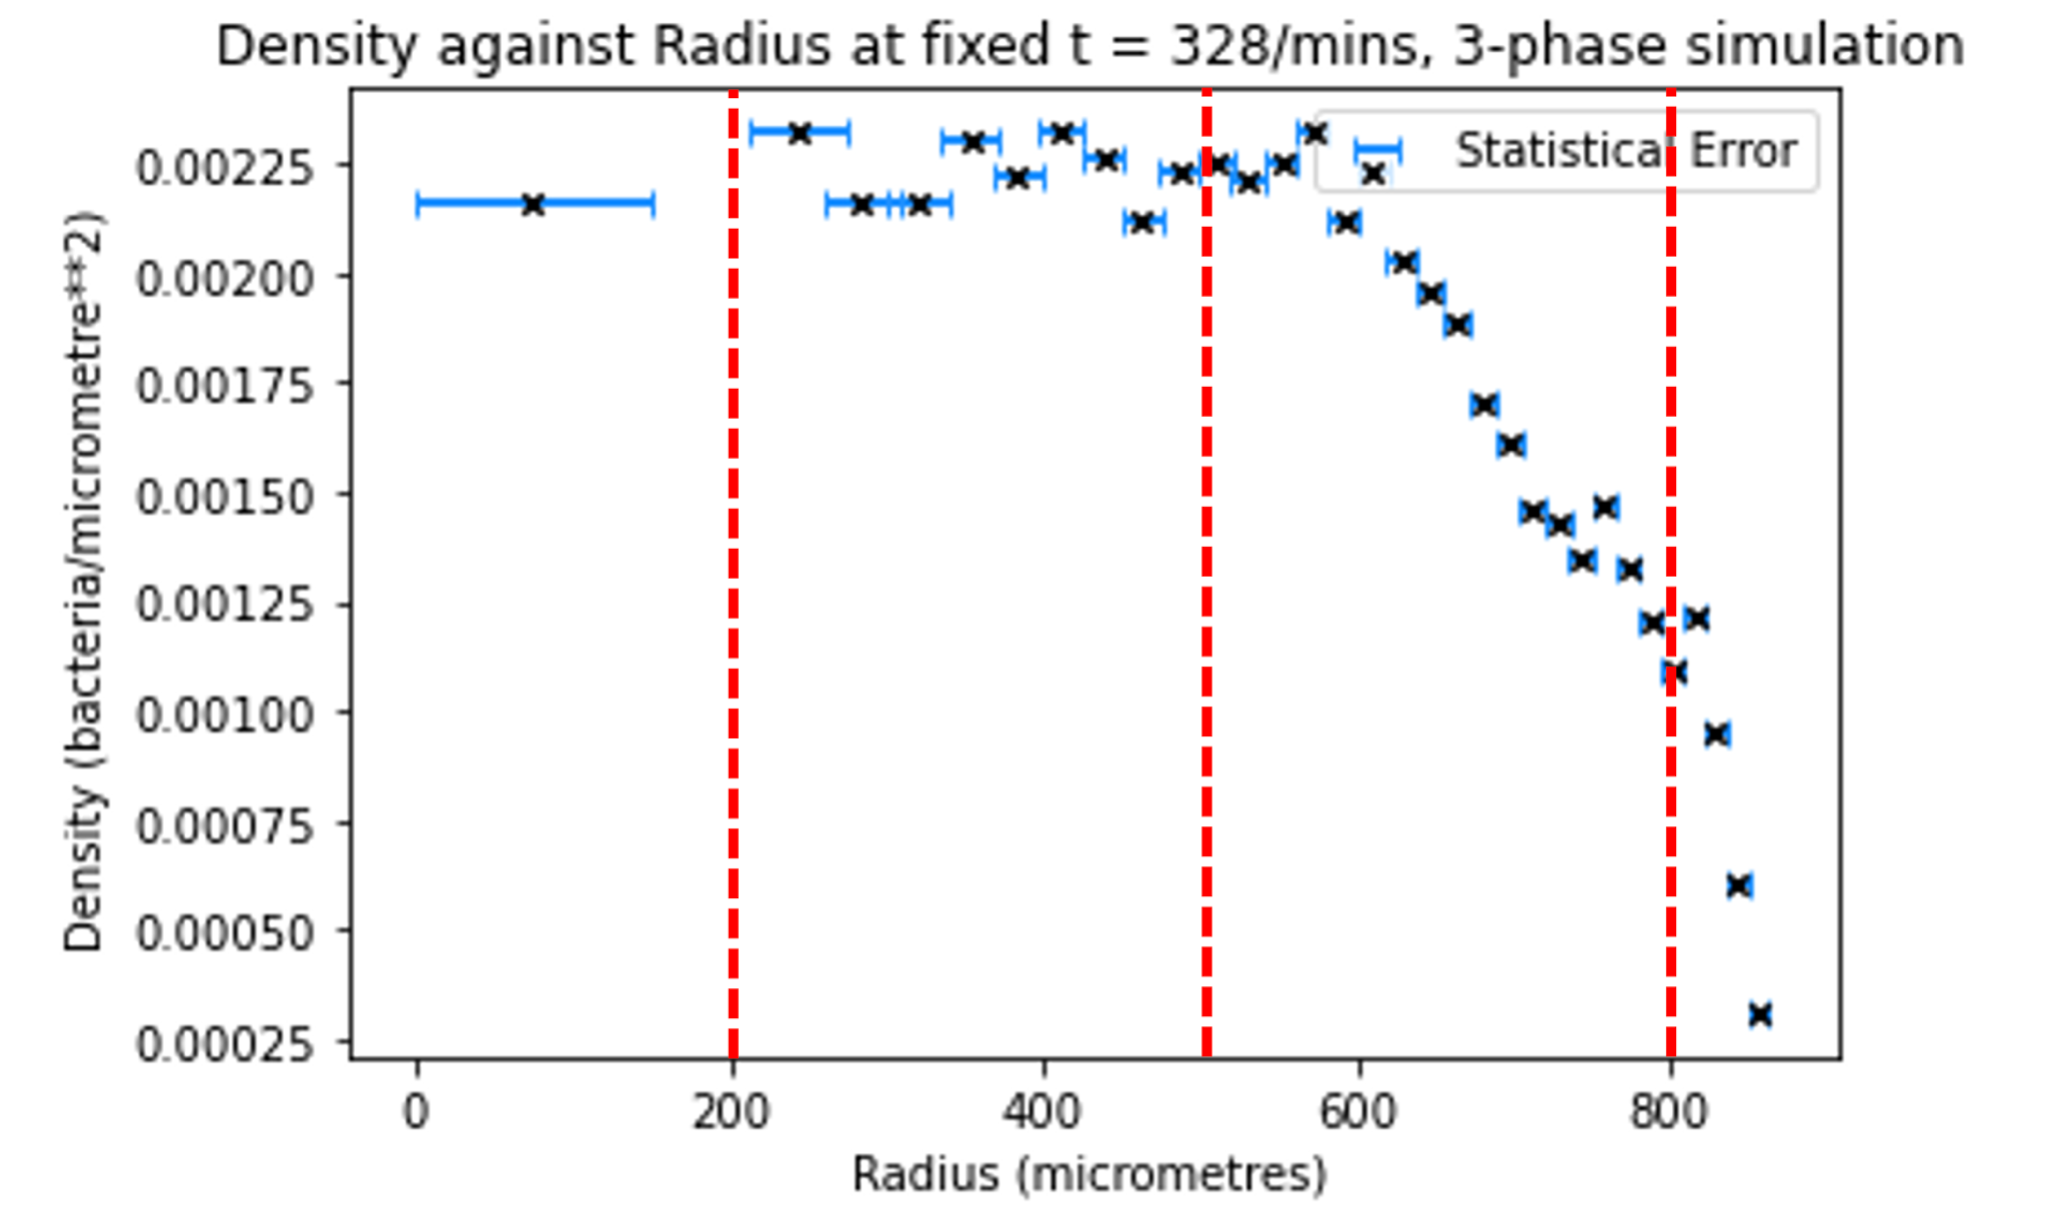 Density against Radius at fixed t = 328/mins, 3-phase simulation
Statistical Error
Density (bacteria/micrometre**2)
0.00225
0.00200
0.00175
0.00150
0.00125
0.00100
0.00075
0.00050
0.00025
0 200 400 600 800
Radius (micrometres)